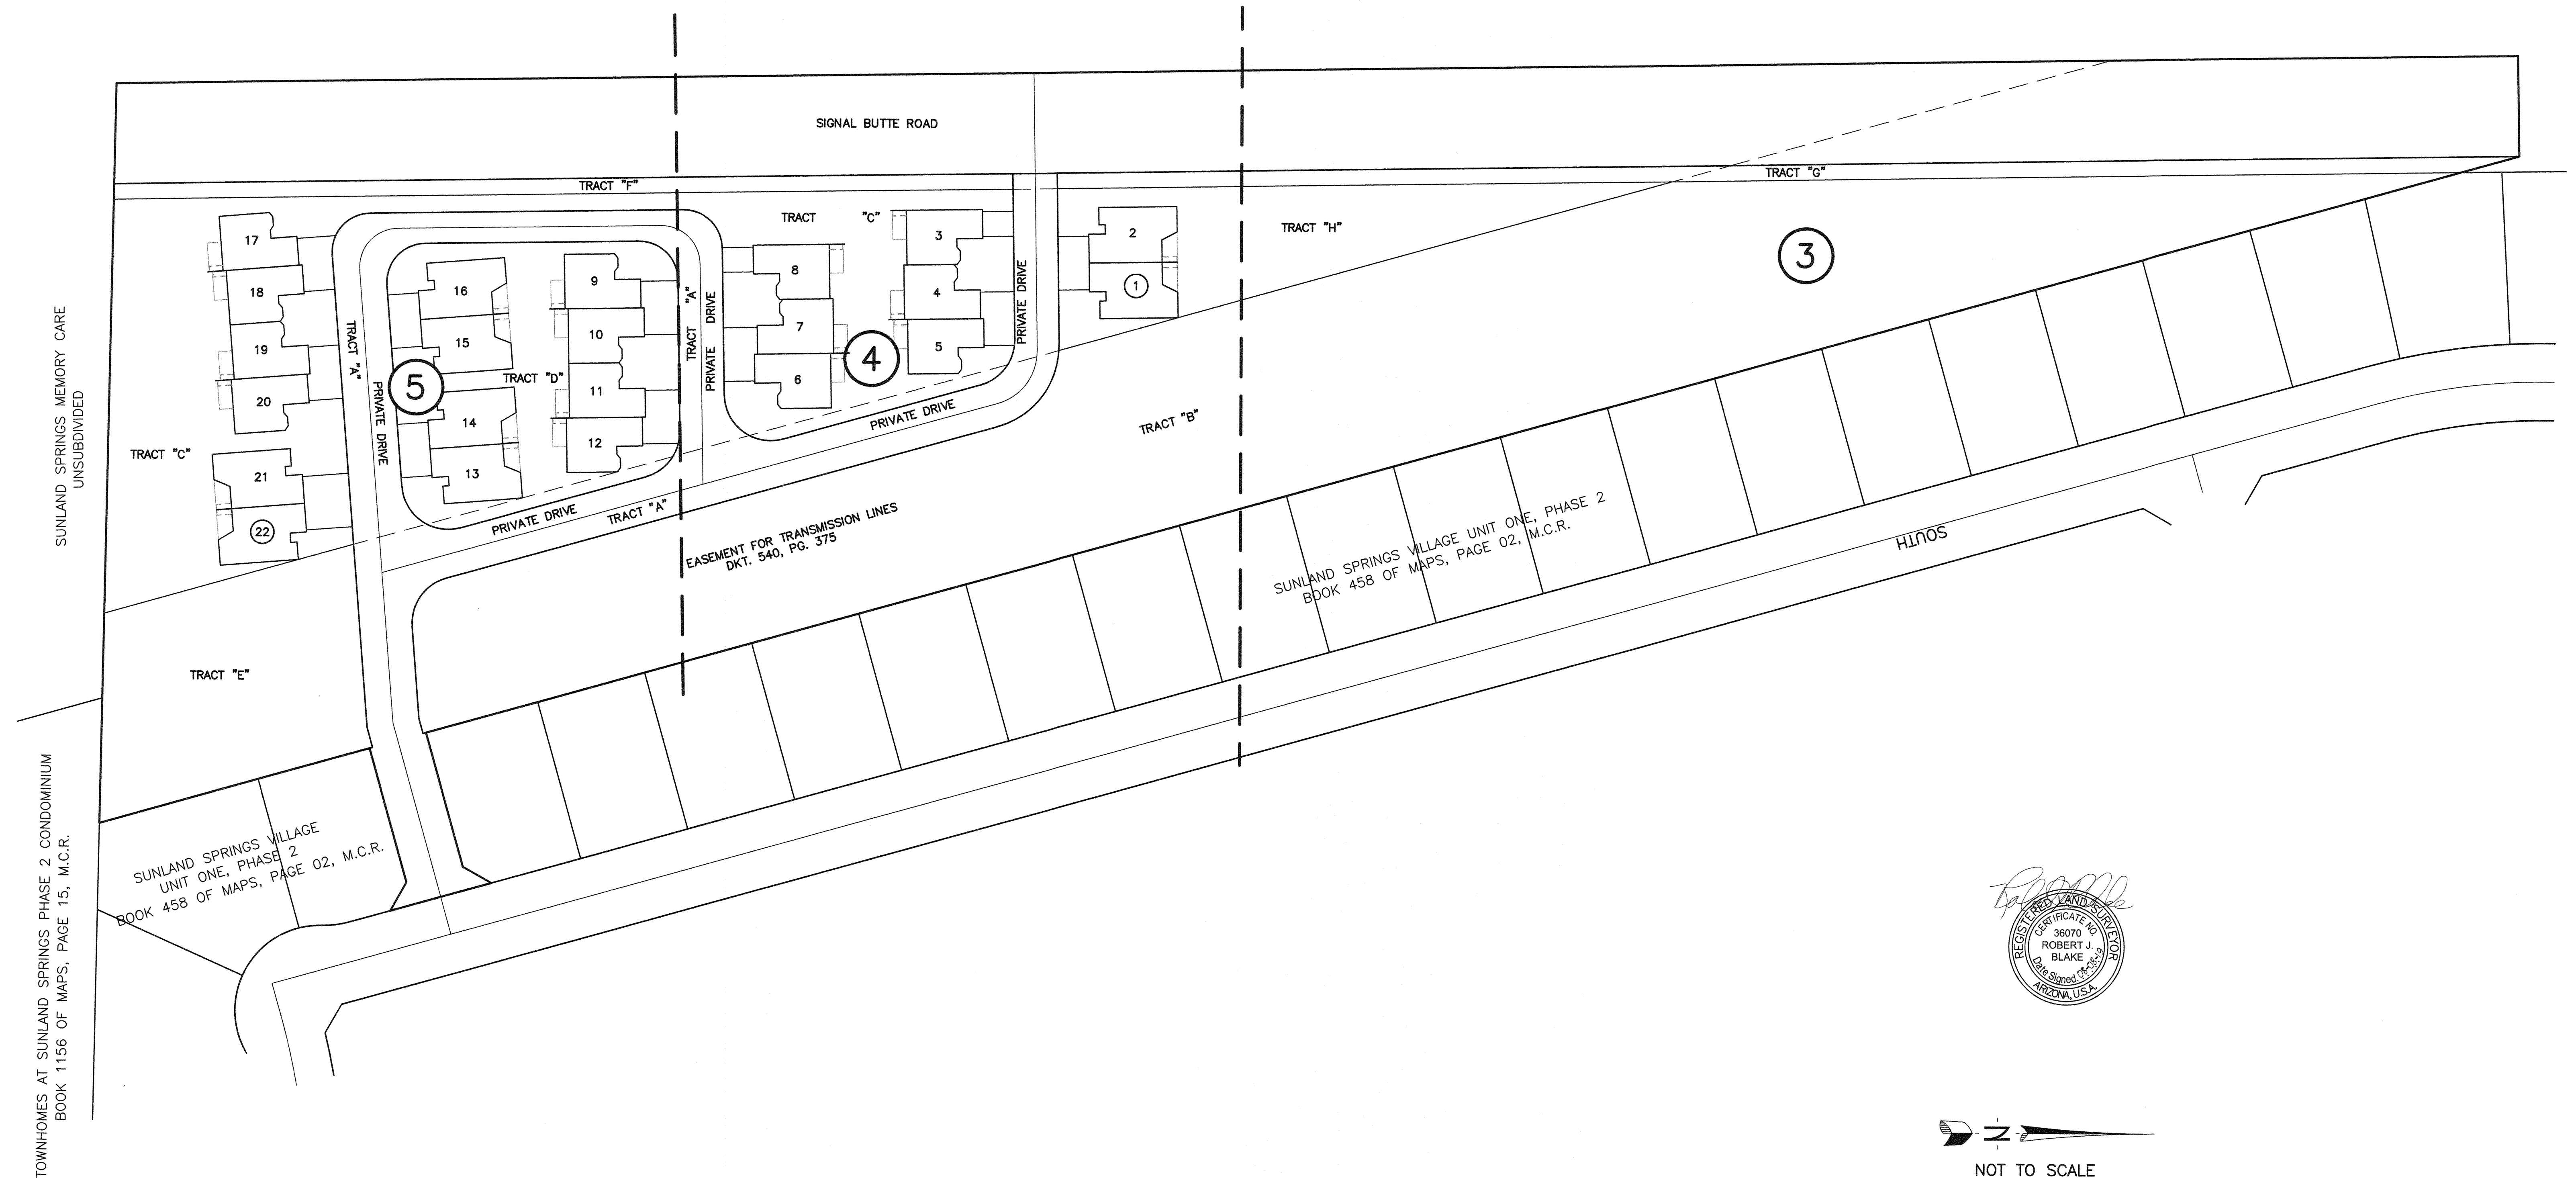 SIGNAL BUTTE ROAD
TRACT "F"
TRACT "G"
TRACT "C"
TRACT "H"
17
18
19
20
21
22
16
15
14
13
9
10
11
12
8
7
6
3
4
5
2
1
3
4
5
TRACT "A"
PRIVATE DRIVE
TRACT "D"
TRACT "A"
PRIVATE DRIVE
PRIVATE DRIVE
PRIVATE DRIVE
PRIVATE DRIVE
TRACT "A"
TRACT "B"
TRACT "C"
TRACT "E"
EASEMENT FOR TRANSMISSION LINES
DKT. 540, PG. 375
SUNLAND SPRINGS VILLAGE UNIT ONE, PHASE 2
BOOK 458 OF MAPS, PAGE 02, M.C.R.
SOUTH
SUNLAND SPRINGS MEMORY CARE
UNSUBDIVIDED
TOWNHOMES AT SUNLAND SPRINGS PHASE 2 CONDOMINIUM
BOOK 1156 OF MAPS, PAGE 15, M.C.R.
SUNLAND SPRINGS VILLAGE
UNIT ONE, PHASE 2
BOOK 458 OF MAPS, PAGE 02, M.C.R.
REGISTERED LAND SURVEYOR
CERTIFICATE NO.
36070
ROBERT J.
BLAKE
Date Signed 08-08-19
ARIZONA, U.S.A.
N
NOT TO SCALE